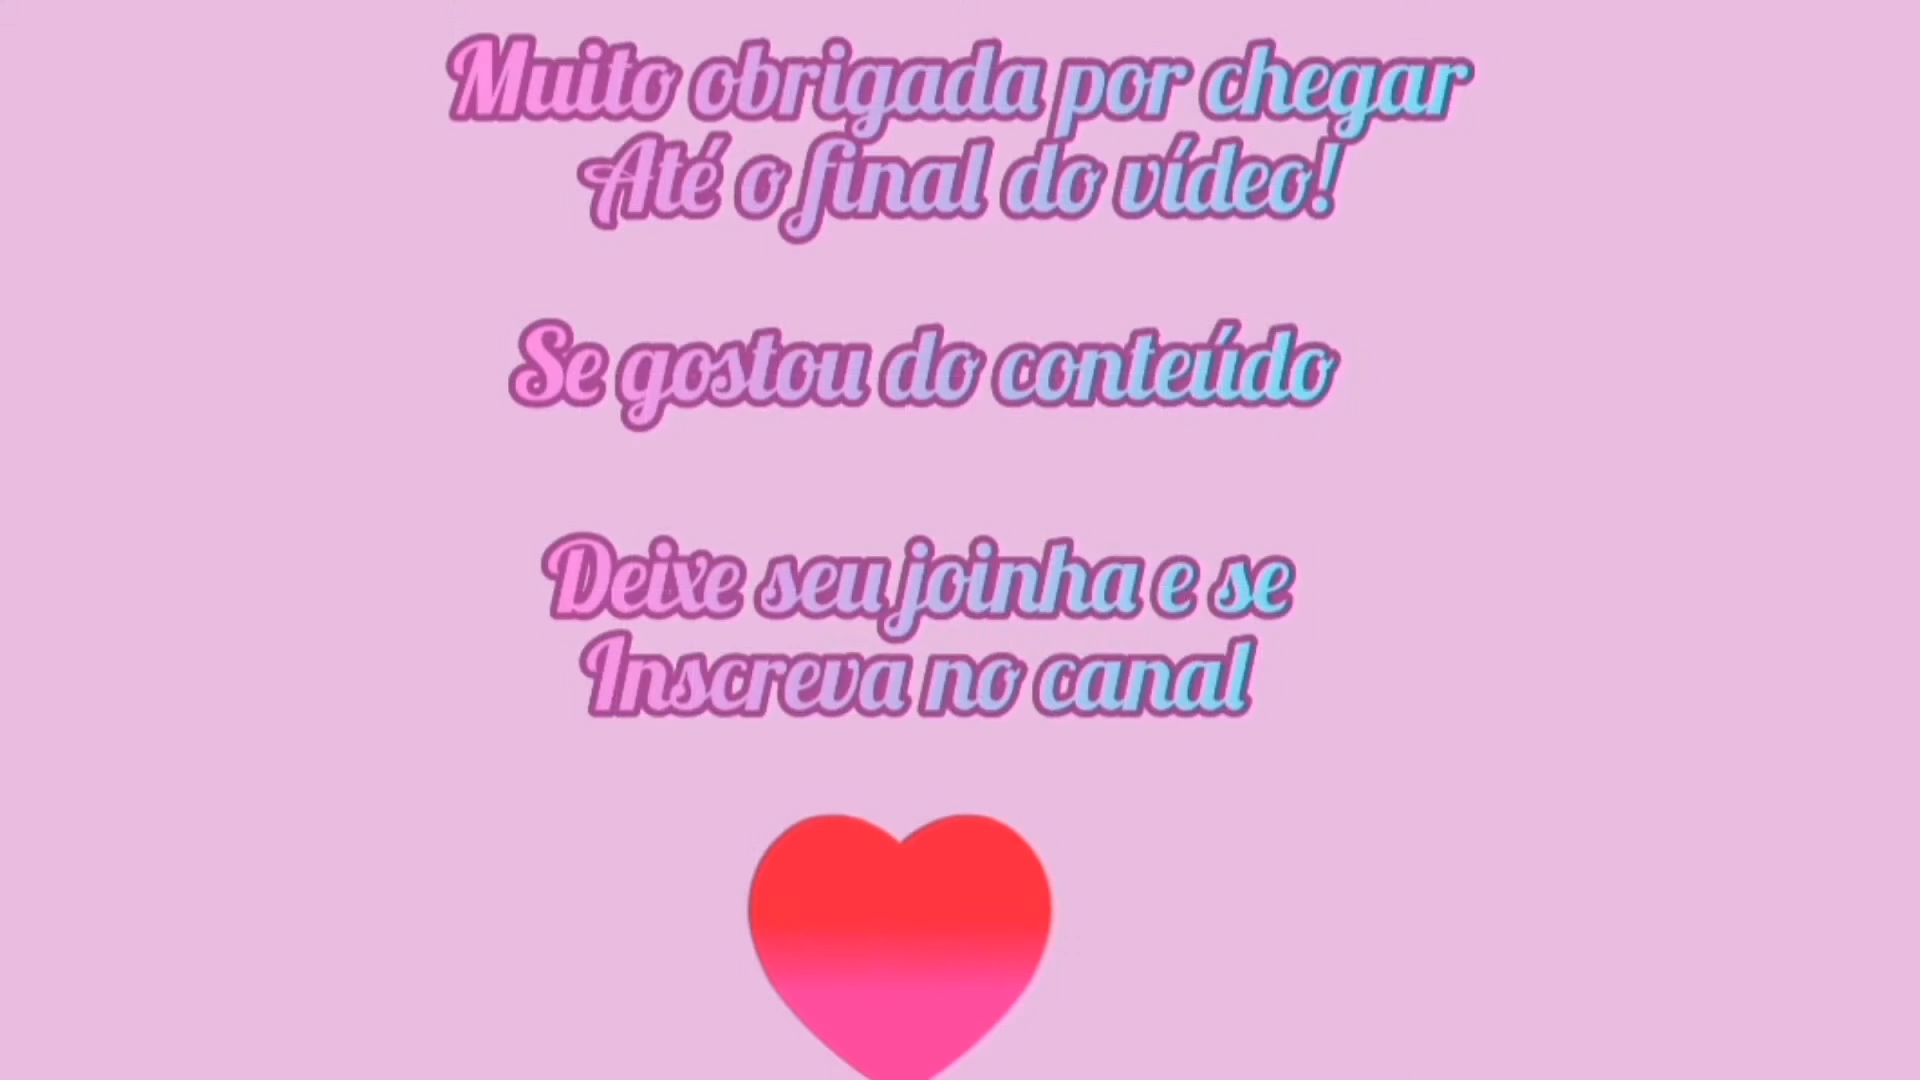 Muito obrigada por chegar
Até o final do vídeo!
Se gostou do conteúdo
Deixe seu joinha e se
Inscreva no canal